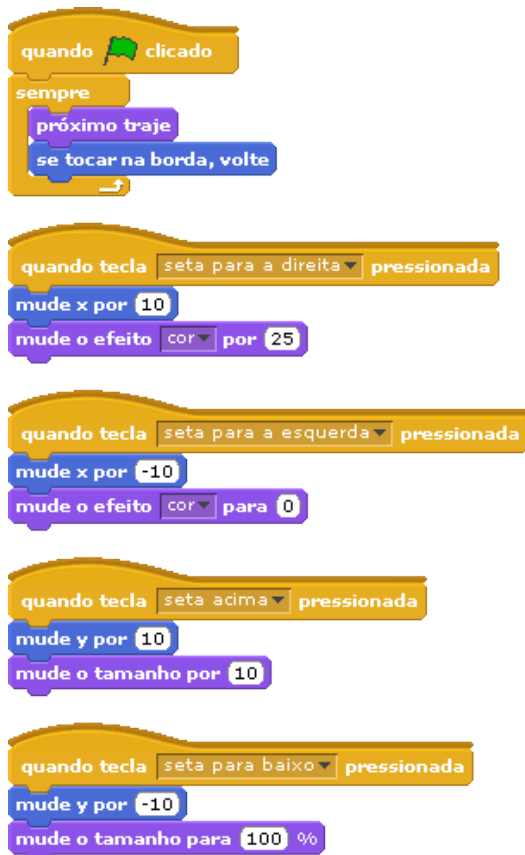 quando clicado
sempre
próximo traje
se tocar na borda, volte
quando tecla seta para a direita pressionada
mude x por 10
mude o efeito cor por 25
quando tecla seta para a esquerda pressionada
mude x por -10
mude o efeito cor para 0
quando tecla seta acima pressionada
mude y por 10
mude o tamanho por 10
quando tecla seta para baixo pressionada
mude y por -10
mude o tamanho para 100 %